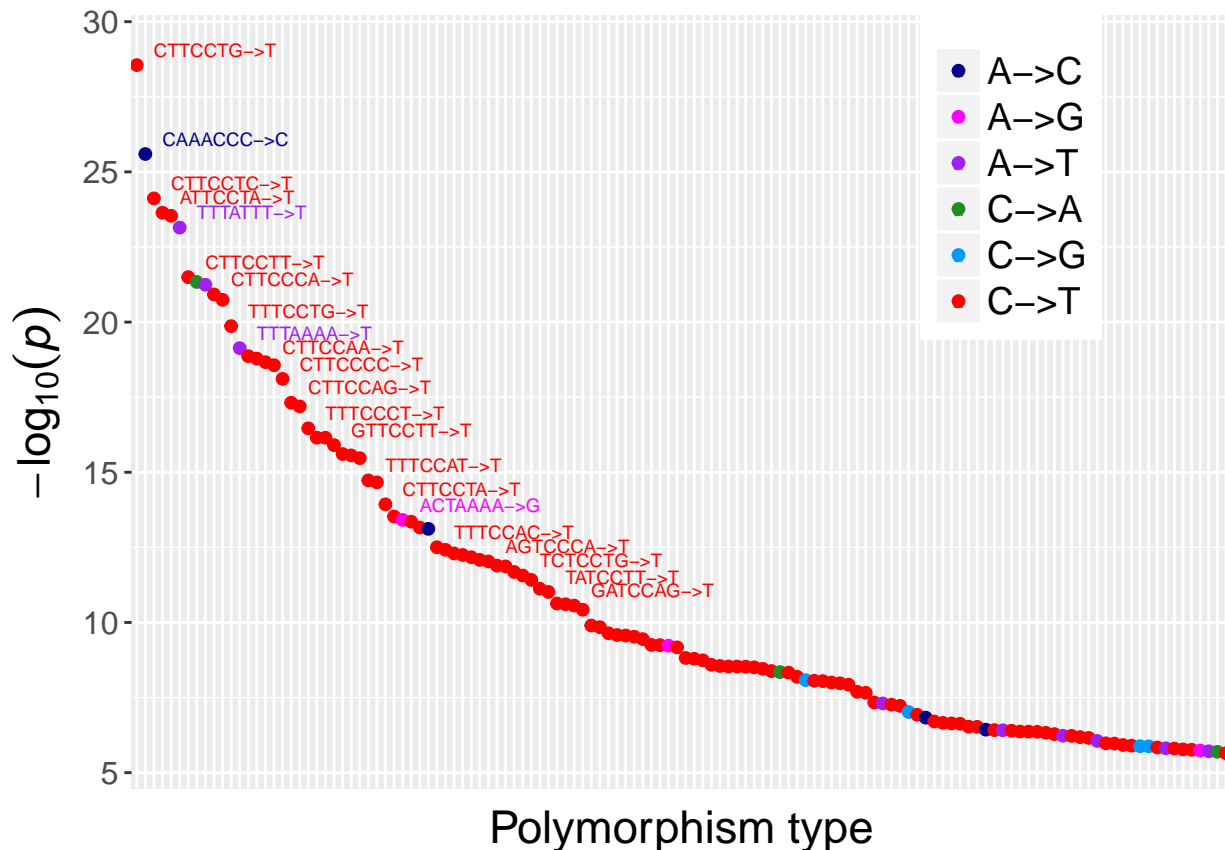 30
CTTCCTG−>T
A−>C
CAAACCC−>C
A−>G
A−>T
25
CTTCCTC−>T
ATTCCTA−>T
TTTATTT−>T
C−>A
C−>G
CTTCCTT−>T
CTTCCCA−>T
C−>T
20
TTTCCTG−>T
TTTAAAA−>T
CTTCCAA−>T
CTTCCCC−>T
CTTCCAG−>T
TTTCCCT−>T
GTTCCTT−>T
15
TTTCCAT−>T
CTTCCTA−>T
ACTAAAA−>G
TTTCCAC−>T
AGTCCCA−>T
TCTCCTG−>T
TATCCTT−>T
GATCCAG−>T
10
5
−log10(p)
Polymorphism type